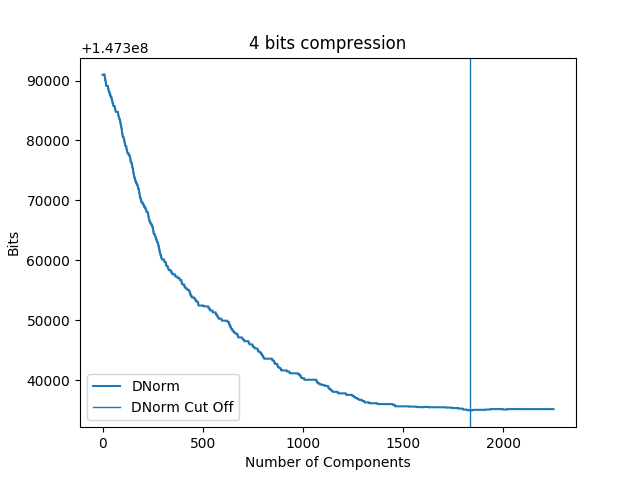 4 bits compression
+1.473e8
90000
80000
70000
60000
50000
40000
Bits
DNorm
DNorm Cut Off
0 500 1000 1500 2000
Number of Components